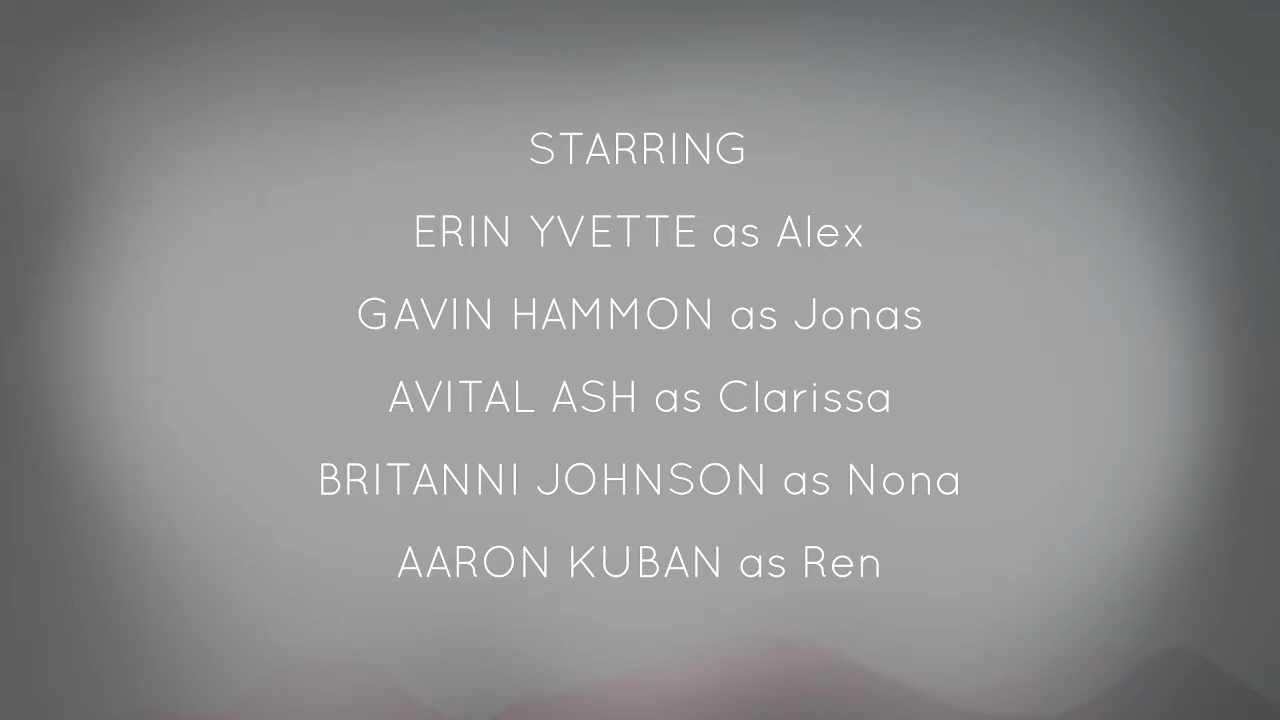 STARRING
ERIN YVETTE as Alex
GAVIN HAMMON as Jonas
AVITAL ASH as Clarissa
BRITANNI JOHNSON as Nona
AARON KUBAN as Ren